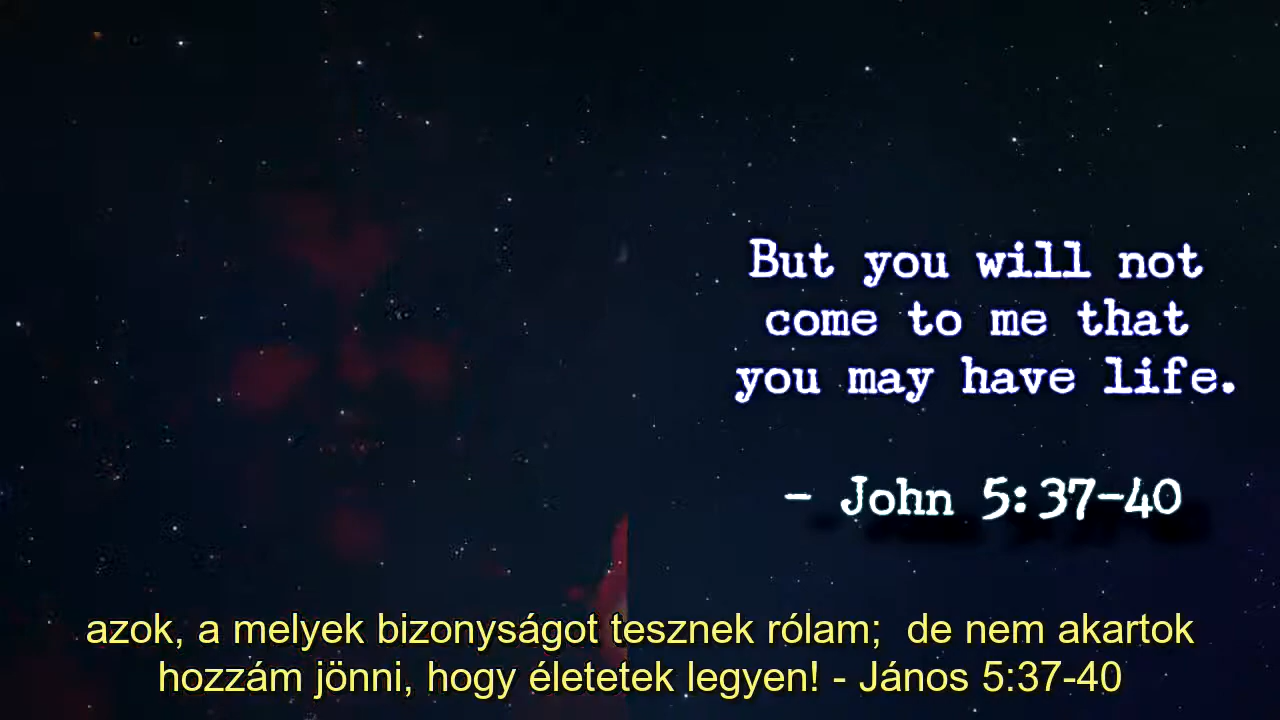 But you will not
come to me that
you may have life.
- John 5:37-40
azok, a melyek bizonyságot tesznek rólam;  de nem akartok
hozzám jönni, hogy életetek legyen! - János 5:37-40